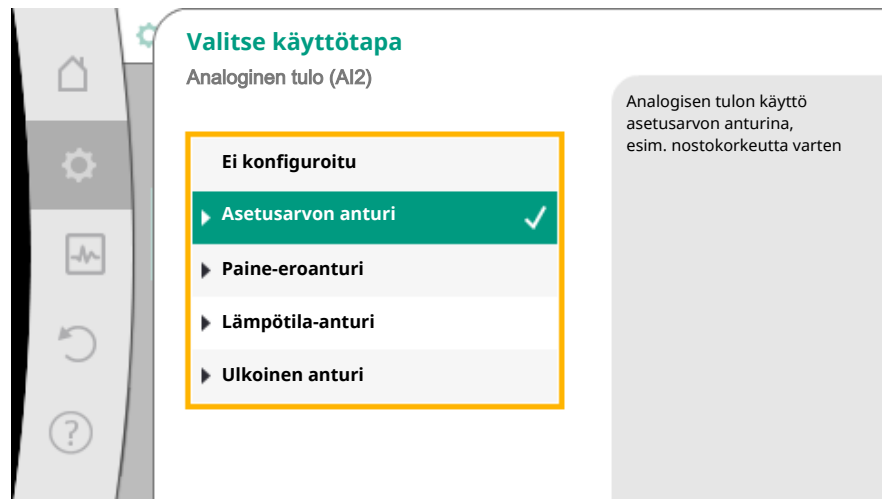 Valitse käyttötapa
Analoginen tulo (AI2)
Ei konfiguroitu
Asetusarvon anturi
Paine-eroanturi
Lämpötila-anturi
Ulkoinen anturi
Analogisen tulon käyttö
asetusarvon anturina,
esim. nostokorkeutta varten
?